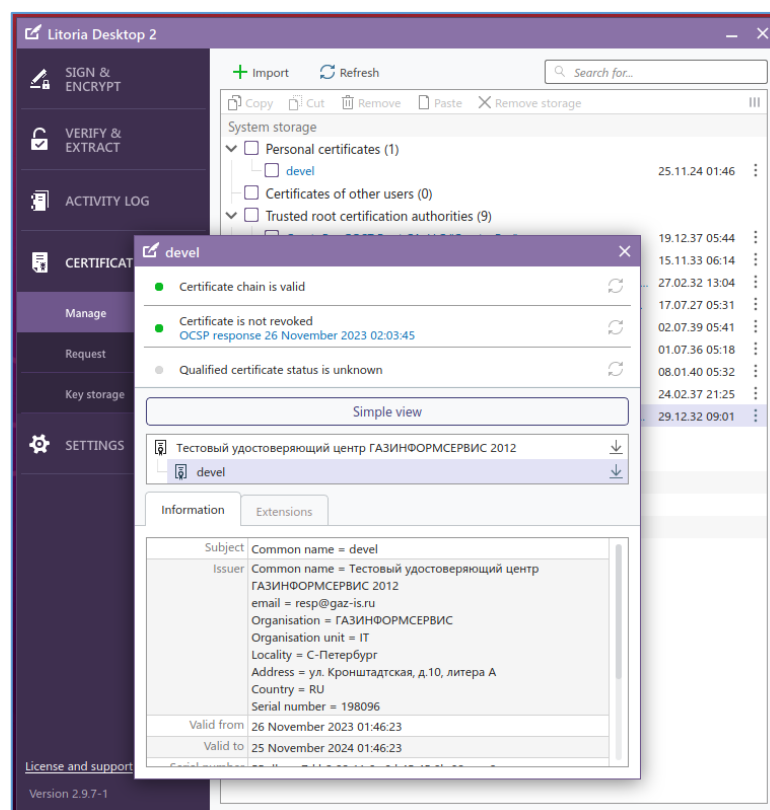 Litoria Desktop 2
SIGN &
ENCRYPT
VERIFY &
EXTRACT
ACTIVITY LOG
CERTIFICAT
Manage
Request
Key storage
SETTINGS
License and support
Version 2.9.7-1
Import Refresh Search for...
Copy Cut Remove Paste Remove storage
System storage
Personal certificates (1)
devel 25.11.24 01:46
Certificates of other users (0)
Trusted root certification authorities (9)
19.12.37 05:44
15.11.33 06:14
... 27.02.32 13:04
17.07.27 05:31
02.07.39 05:41
01.07.36 05:18
08.01.40 05:32
24.02.37 21:25
29.12.32 09:01
devel
Certificate chain is valid
Certificate is not revoked
OCSP response 26 November 2023 02:03:45
Qualified certificate status is unknown
Simple view
Тестовый удостоверяющий центр ГАЗИНФОРМСЕРВИС 2012
devel
Information Extensions
Subject Common name = devel
Issuer Common name = Тестовый удостоверяющий центр
ГАЗИНФОРМСЕРВИС 2012
email = resp@gaz-is.ru
Organisation = ГАЗИНФОРМСЕРВИС
Organisation unit = IT
Locality = С-Петербург
Address = ул. Кронштадтская, д.10, литера А
Country = RU
Serial number = 198096
Valid from 26 November 2023 01:46:23
Valid to 25 November 2024 01:46:23